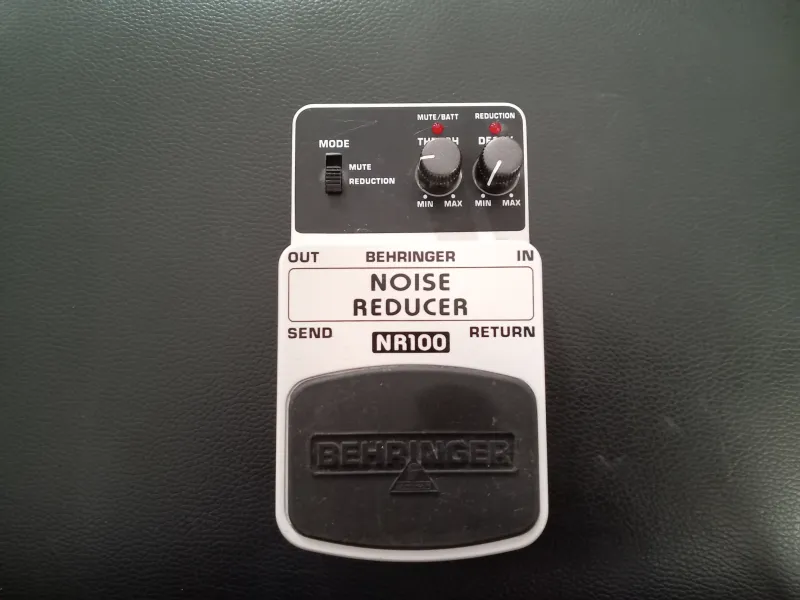 MUTE/BATT REDUCTION
MODE
MUTE
REDUCTION
MIN MAX MIN MAX
OUT BEHRINGER IN
NOISE
REDUCER
SEND RETURN
NR100
BEHRINGER